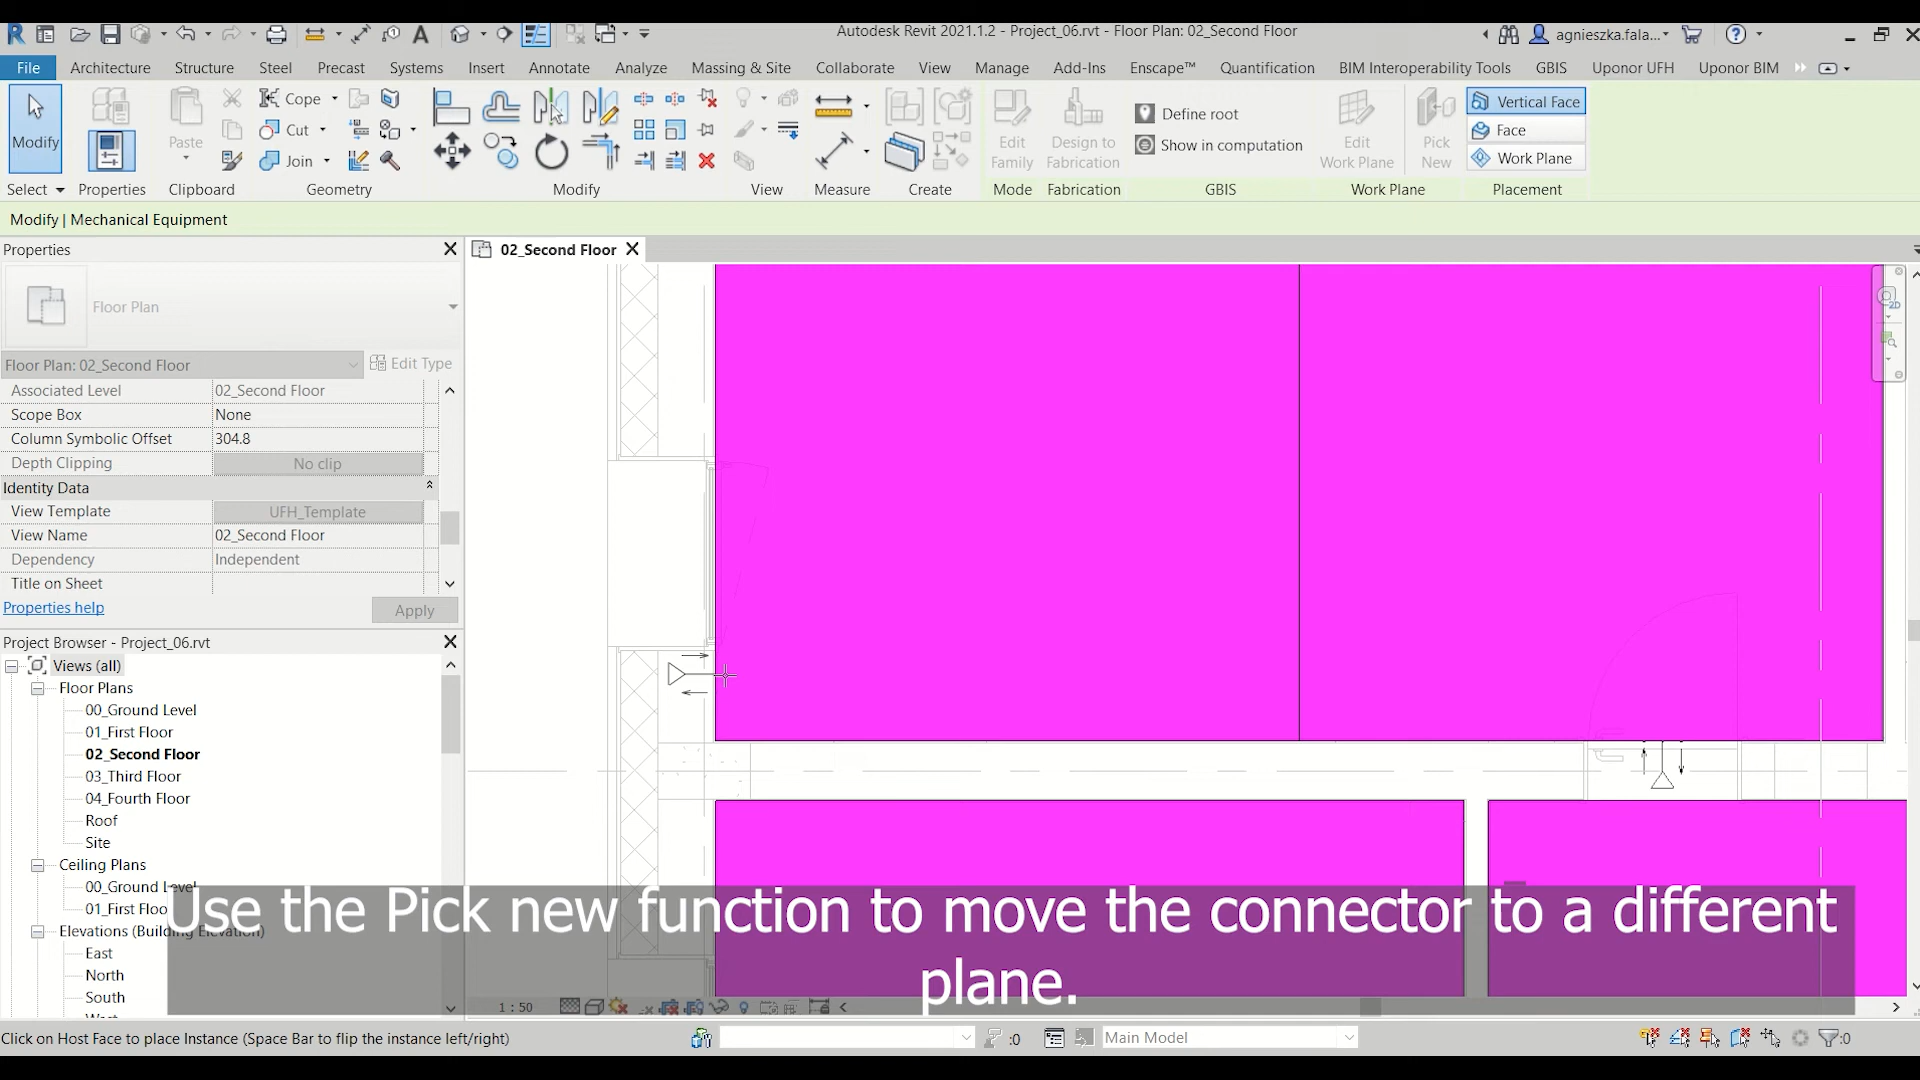 Autodesk Revit 2021.1.2 - Project_06.rvt - Floor Plan: 02_Second Floor
agnieszka.fala...
File Architecture Structure Steel Precast Systems Insert Annotate Analyze Massing & Site Collaborate View Manage Add-Ins Enscape™ Quantification BIM Interoperability Tools GBIS Uponor UFH Uponor BIM
Modify
Paste
Cope
Cut
Join
Edit Family
Design to Fabrication
Define root
Show in computation
Edit Work Plane
Pick New
Vertical Face
Face
Work Plane
Select Properties Clipboard Geometry Modify View Measure Create Mode Fabrication GBIS Work Plane Placement
Modify | Mechanical Equipment
Properties
02_Second Floor
Floor Plan
Floor Plan: 02_Second Floor
Edit Type
Associated Level 02_Second Floor
Scope Box None
Column Symbolic Offset 304.8
Depth Clipping No clip
Identity Data
View Template UFH_Template
View Name 02_Second Floor
Dependency Independent
Title on Sheet
Properties help
Apply
Project Browser - Project_06.rvt
Views (all)
Floor Plans
00_Ground Level
01_First Floor
02_Second Floor
03_Third Floor
04_Fourth Floor
Roof
Site
Ceiling Plans
00_Ground Level
01_First Floo
Elevations (Building Elevation)
East
North
South
Use the Pick new function to move the connector to a different
plane.
1 : 50
Click on Host Face to place Instance (Space Bar to flip the instance left/right)
:0
Main Model
:0